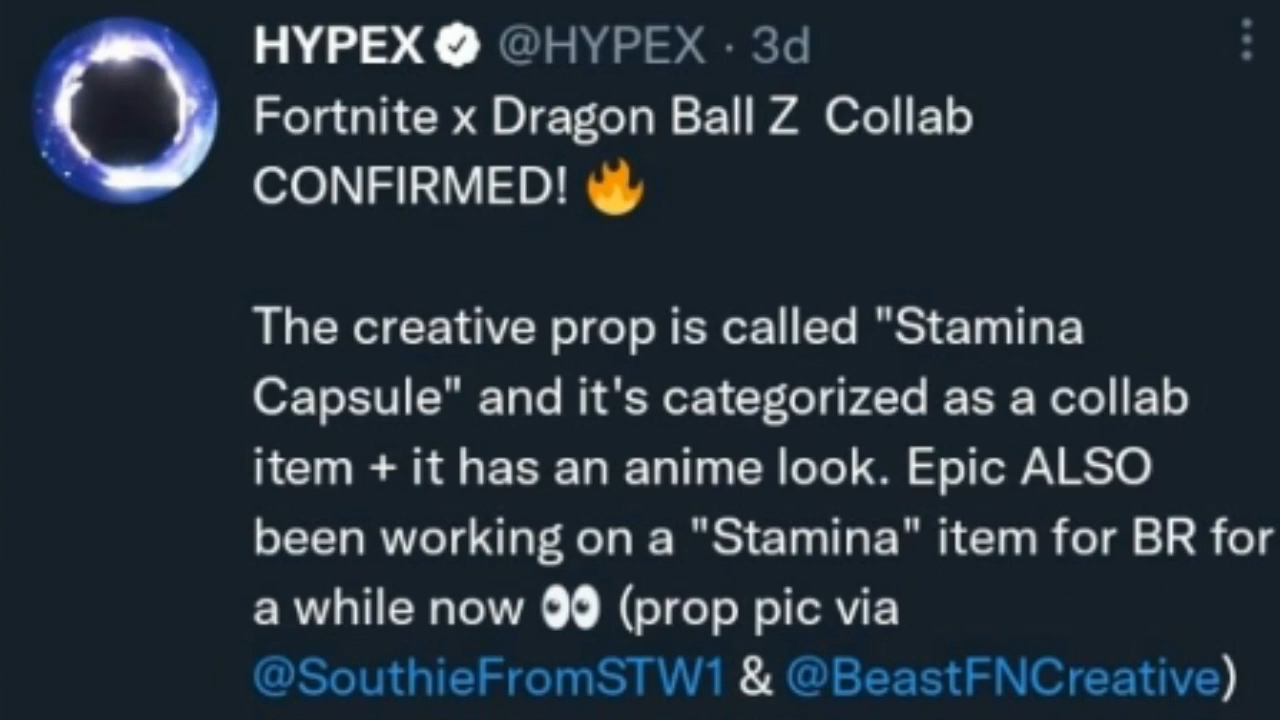 HYPEX @HYPEX · 3d
Fortnite x Dragon Ball Z Collab
CONFIRMED! 🔥
The creative prop is called "Stamina
Capsule" and it's categorized as a collab
item + it has an anime look. Epic ALSO
been working on a "Stamina" item for BR for
a while now 👀 (prop pic via
@SouthieFromSTW1 & @BeastFNCreative)